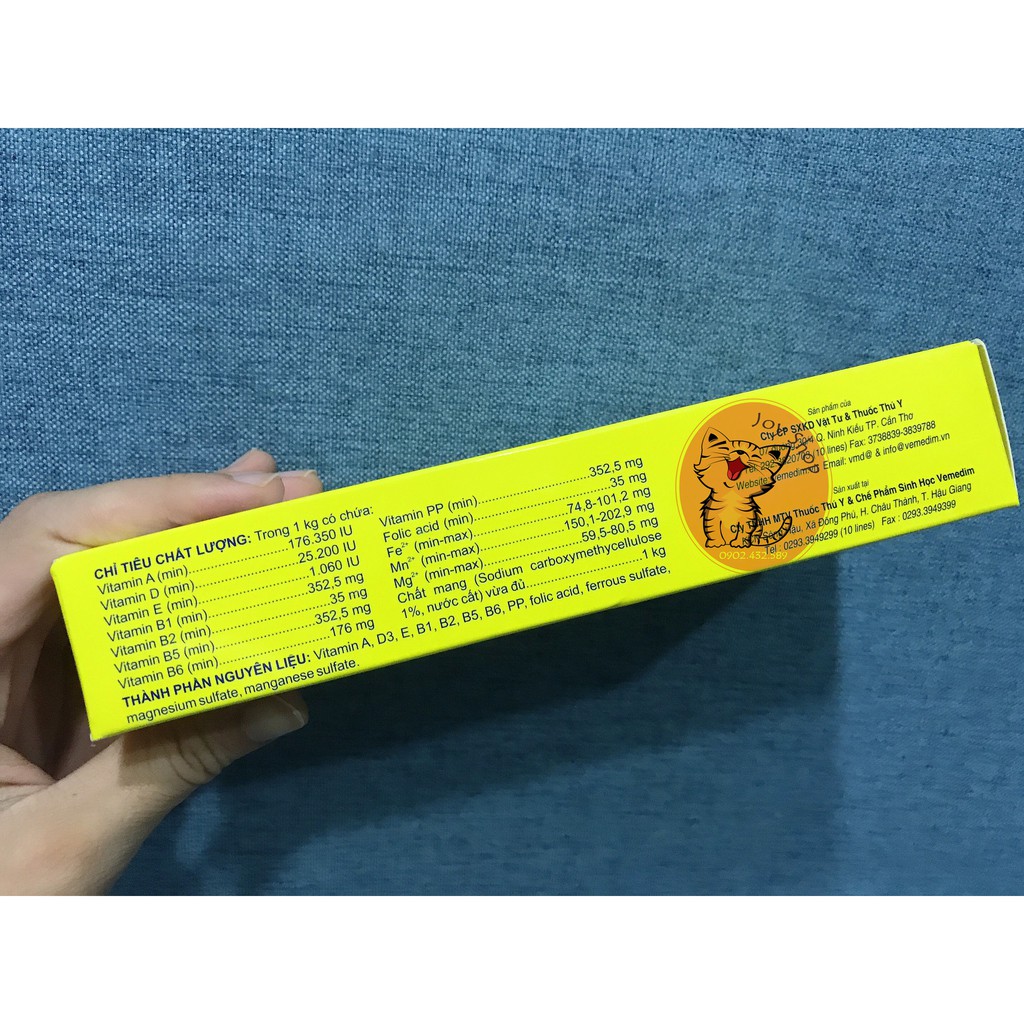 CHỈ TIÊU CHẤT LƯỢNG: Trong 1 kg có chứa:
Vitamin A (min)........................176.350 IU
Vitamin D (min)........................25.200 IU
Vitamin E (min)........................1.060 IU
Vitamin B1 (min)........................352,5 mg
Vitamin B2 (min)........................35 mg
Vitamin B5 (min)........................352,5 mg
Vitamin B6 (min)........................176 mg
Vitamin PP (min)........................352,5 mg
Folic acid (min)........................35 mg
Fe²⁺ (min-max)........................74,8-101,2 mg
Mn²⁺ (min-max)........................150,1-202,9 mg
Mg²⁺ (min-max)........................59,5-80,5 mg
Chất mang (Sodium carboxymethycellulose
1%, nước cất) vừa đủ........................1 kg
THÀNH PHẦN NGUYÊN LIỆU: Vitamin A, D3, E, B1, B2, B5, B6, PP, folic acid, ferrous sulfate,
magnesium sulfate, manganese sulfate.
Sản phẩm của
Cty CP SXKD Vật Tư & Thuốc Thú Y
Q. Ninh Kiều TP. Cần Thơ
(10 lines) Fax: 3738839-3839788
Website: vemedim.vn Email: vmd@ & info@vemedim.vn
Sản xuất tại
CN TNHH MTV Thuốc Thú Y & Chế Phẩm Sinh Học Vemedim
Xã Đông Phú, H. Châu Thành, T. Hậu Giang
Tel : 0293.3949299 (10 lines) Fax : 0293.3949399